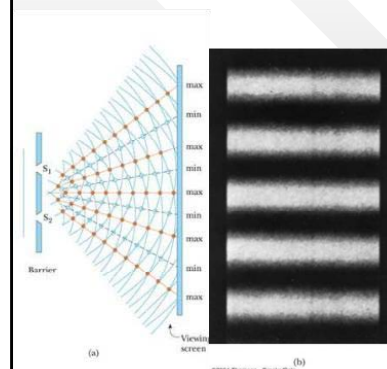 max
min
max
min
max
min
max
min
max
S1
S2
Barrier
Viewing
screen
(a)
(b)